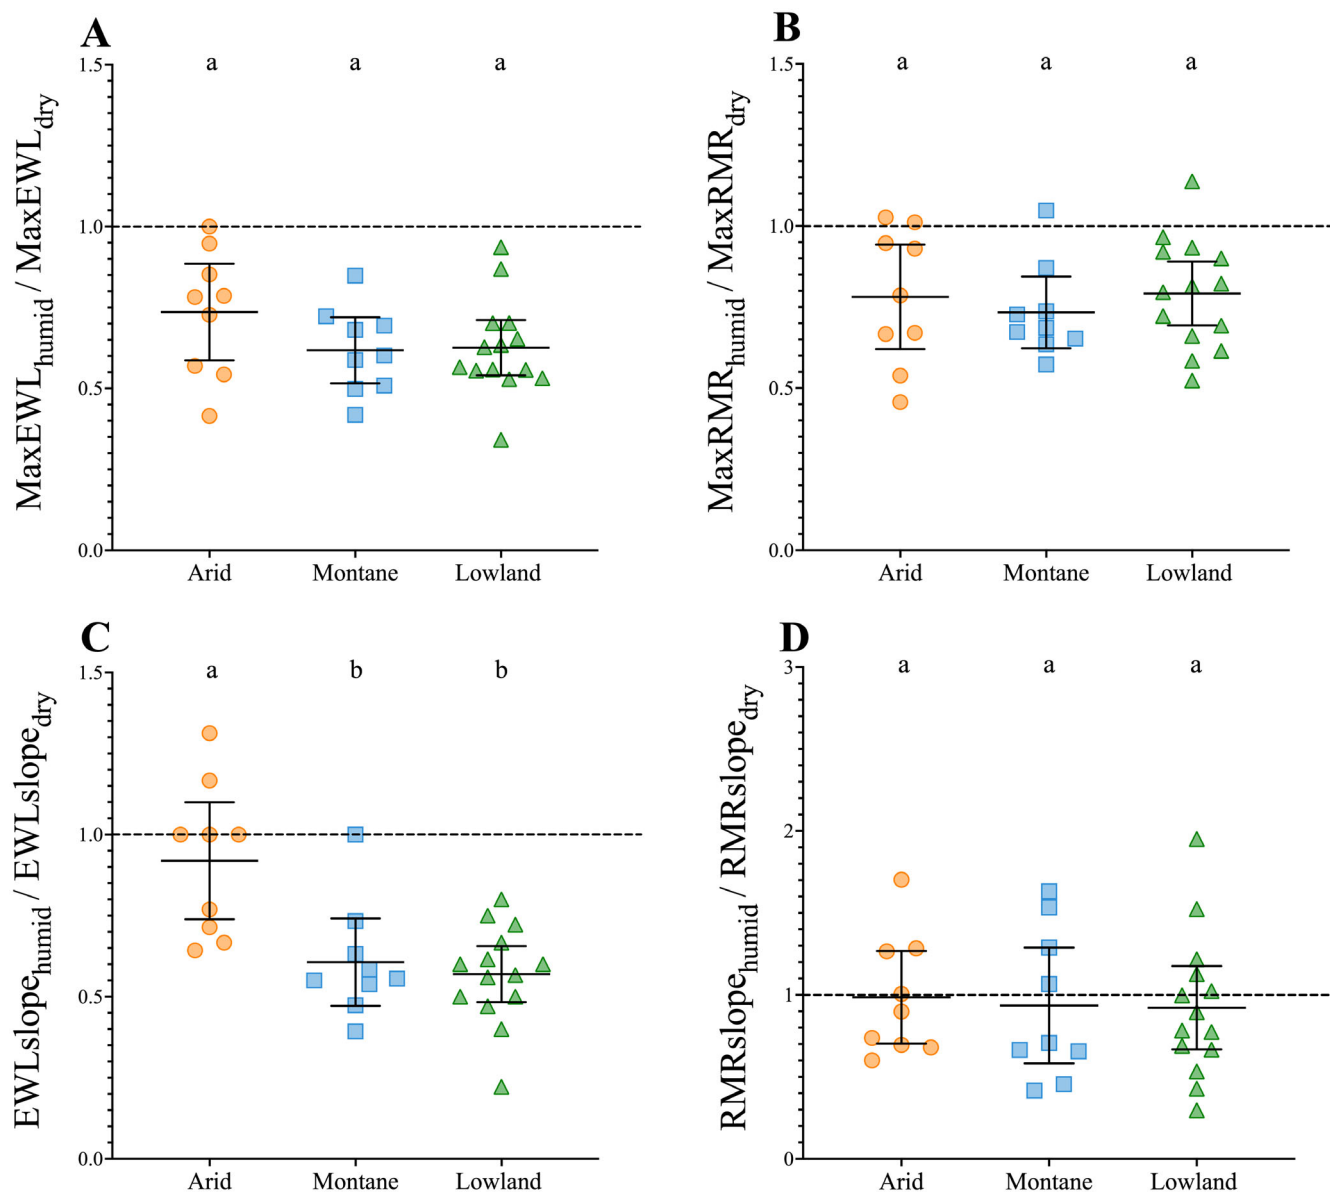 A
a a a
MaxEWLhumid / MaxEWLdry
1.5
1.0
0.5
0.0
Arid Montane Lowland
B
a a a
MaxRMRhumid / MaxRMRdry
1.5
1.0
0.5
0.0
Arid Montane Lowland
C
a b b
EWLslopehumid / EWLslopedry
1.5
1.0
0.5
0.0
Arid Montane Lowland
D
a a a
RMRslopehumid / RMRslopedry
3
2
1
0
Arid Montane Lowland